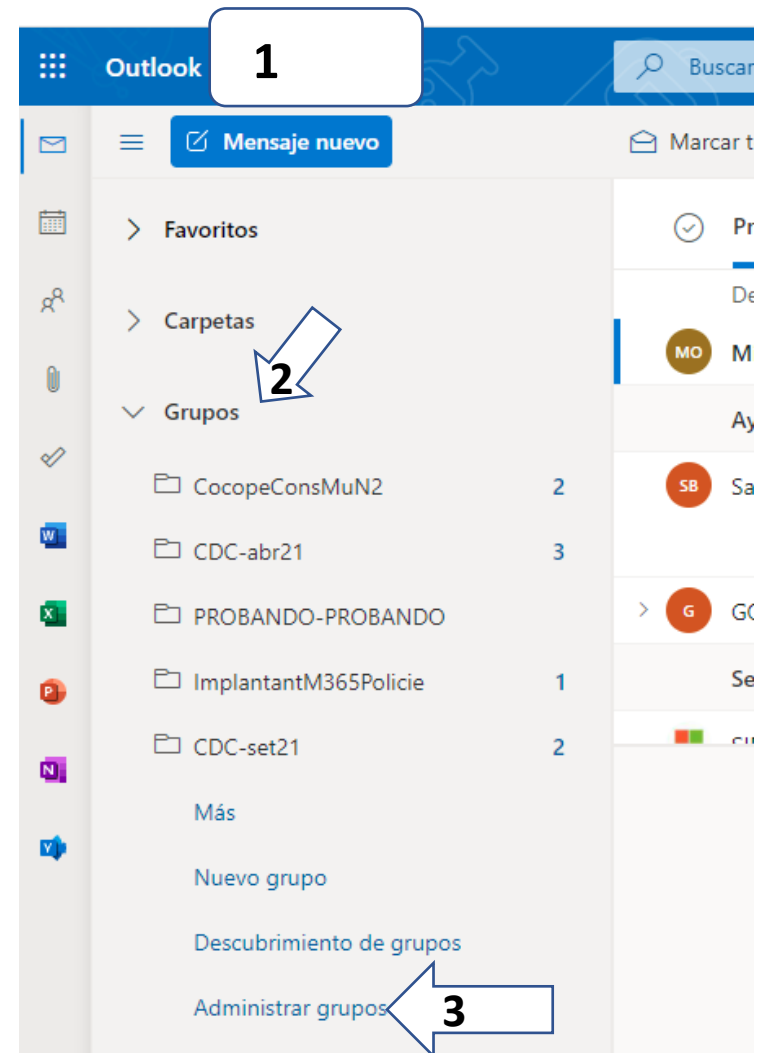 Outlook 1 Buscar
Mensaje nuevo Marcar t
Favoritos Pr
De
Carpetas
MO M
2
Grupos Ay
CocopeConsMuN2 2 SB Sa
CDC-abr21 3
PROBANDO-PROBANDO G GO
ImplantantM365Policie 1 Se
CDC-set21 2
Más
Nuevo grupo
Descubrimiento de grupos
Administrar grupos 3
W
X
P
N
V